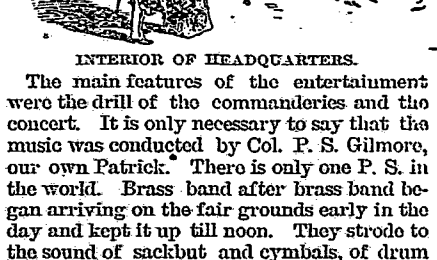 INTERIOR OF HEADQUARTERS.
The main features of the entertainment
were the drill of the commanderies and the
concert. It is only necessary to say that the
music was conducted by Col. P. S. Gilmore,
our own Patrick. There is only one P. S. in
the world. Brass band after brass band be-
gan arriving on the fair grounds early in the
day and kept it up till noon. They strode to
the sound of sackbut and cymbals, of drum